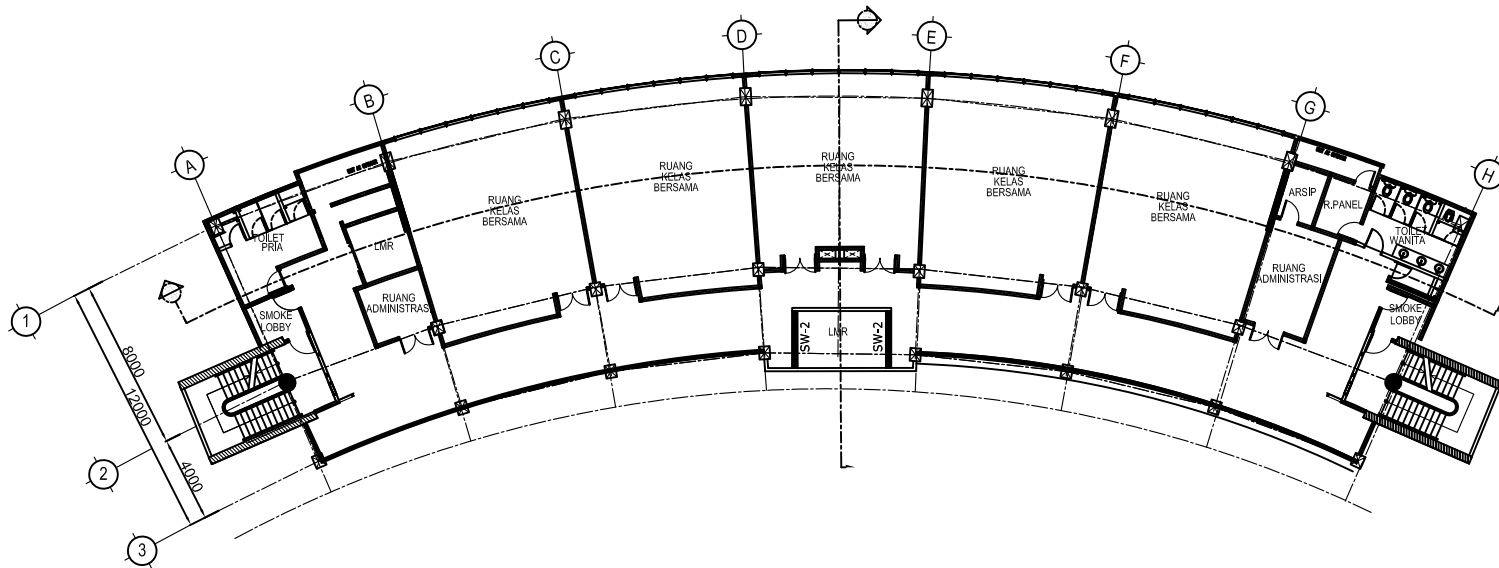 A
B
C
D
E
F
G
H
RUANG
KELAS
BERSAMA
RUANG
KELAS
BERSAMA
RUANG
KELAS
BERSAMA
RUANG
KELAS
BERSAMA
RUANG
KELAS
BERSAMA
TOILET
PRIA
LMR
RUANG
ADMINISTRASI
SMOKE
LOBBY
ARSIP
R.PANEL
TOILET
WANITA
RUANG
ADMINISTRASI
SMOKE
LOBBY
SW-2
LMR
SW-2
1
2
3
8000
12000
4000